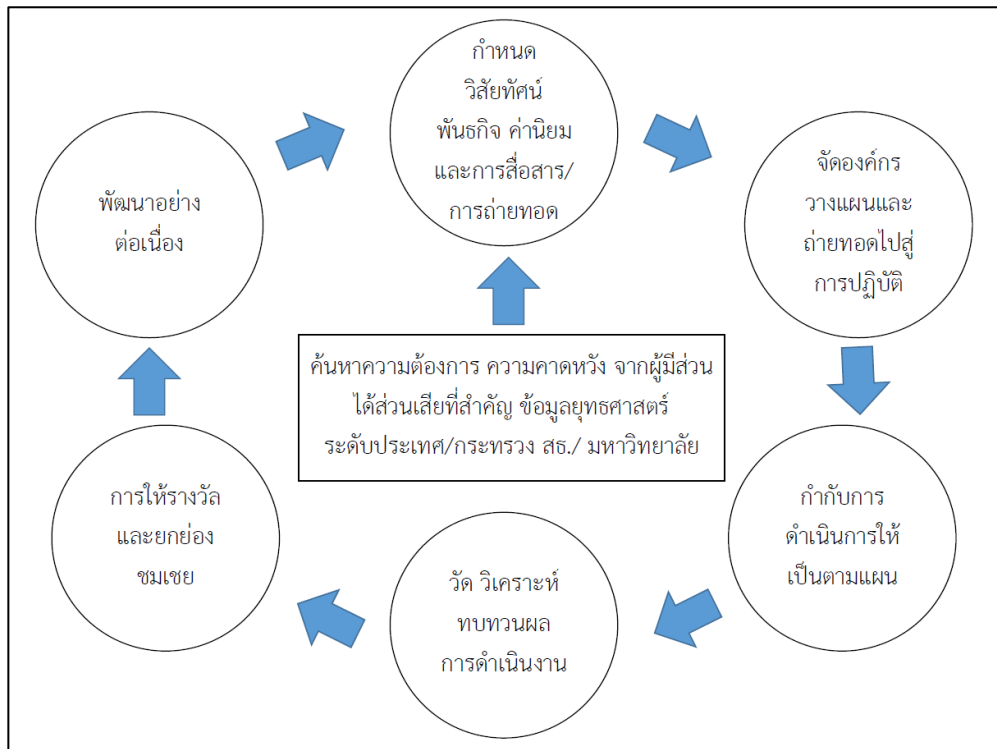 กำหนด
วิสัยทัศน์
พันธกิจ ค่านิยม
และการสื่อสาร/
การถ่ายทอด
จัดองค์กร
วางแผนและ
ถ่ายทอดไปสู่
การปฏิบัติ
กำกับการ
ดำเนินการให้
เป็นตามแผน
วัด วิเคราะห์
ทบทวนผล
การดำเนินงาน
การให้รางวัล
และยกย่อง
ชมเชย
พัฒนาอย่าง
ต่อเนื่อง
ค้นหาความต้องการ ความคาดหวัง จากผู้มีส่วน
ได้ส่วนเสียที่สำคัญ ข้อมูลยุทธศาสตร์
ระดับประเทศ/กระทรวง สธ./ มหาวิทยาลัย